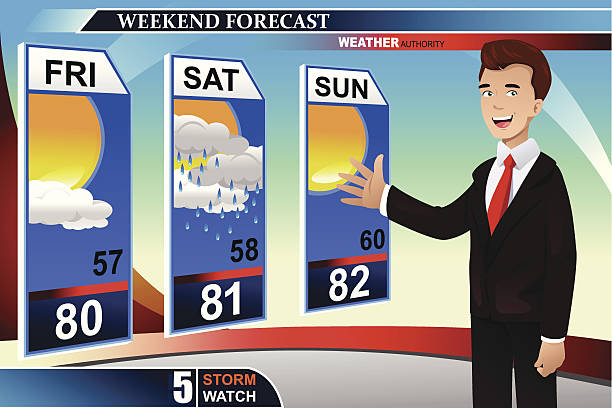 WEEKEND FORECAST
WEATHER AUTHORITY
FRI
57
80
SAT
58
81
SUN
60
82
5 STORM
WATCH